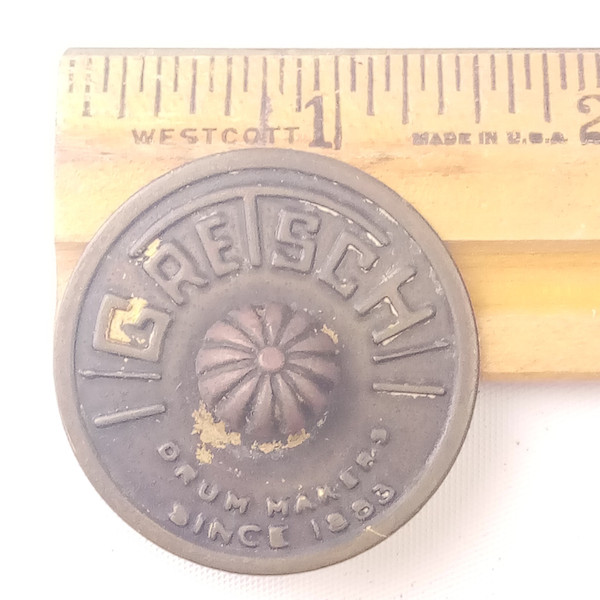 1 2
WESTCOTT MADE IN U.S.A
GRETSCH
DRUM MAKERS
SINCE 1883